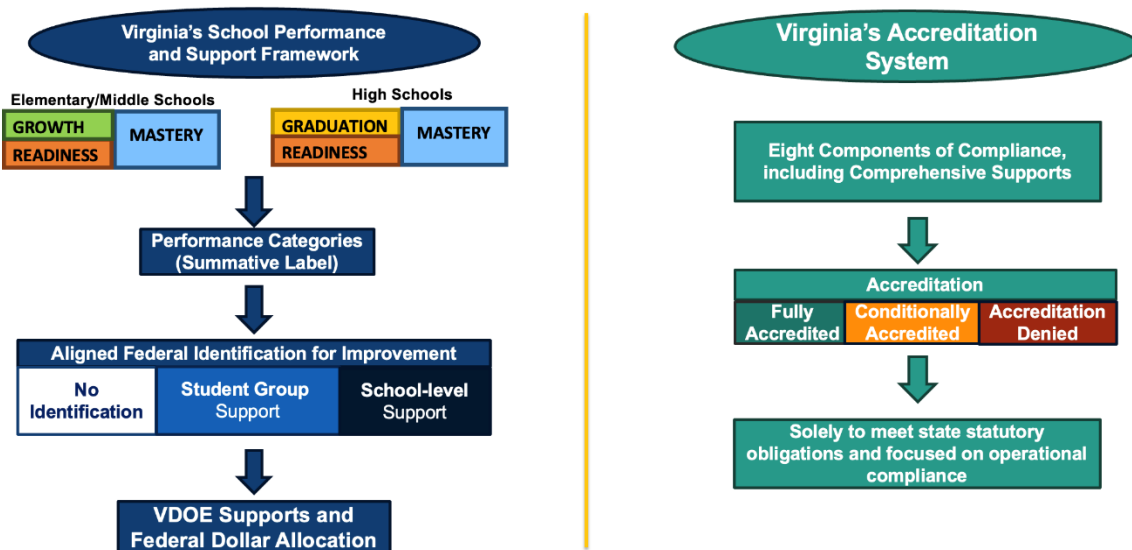 Virginia's School Performance
and Support Framework
Elementary/Middle Schools
GROWTH
READINESS
MASTERY
High Schools
GRADUATION
READINESS
MASTERY
Performance Categories
(Summative Label)
Aligned Federal Identification for Improvement
No
Identification
Student Group
Support
School-level
Support
VDOE Supports and
Federal Dollar Allocation
Virginia's Accreditation
System
Eight Components of Compliance,
including Comprehensive Supports
Accreditation
Fully
Accredited
Conditionally
Accredited
Accreditation
Denied
Solely to meet state statutory
obligations and focused on operational
compliance